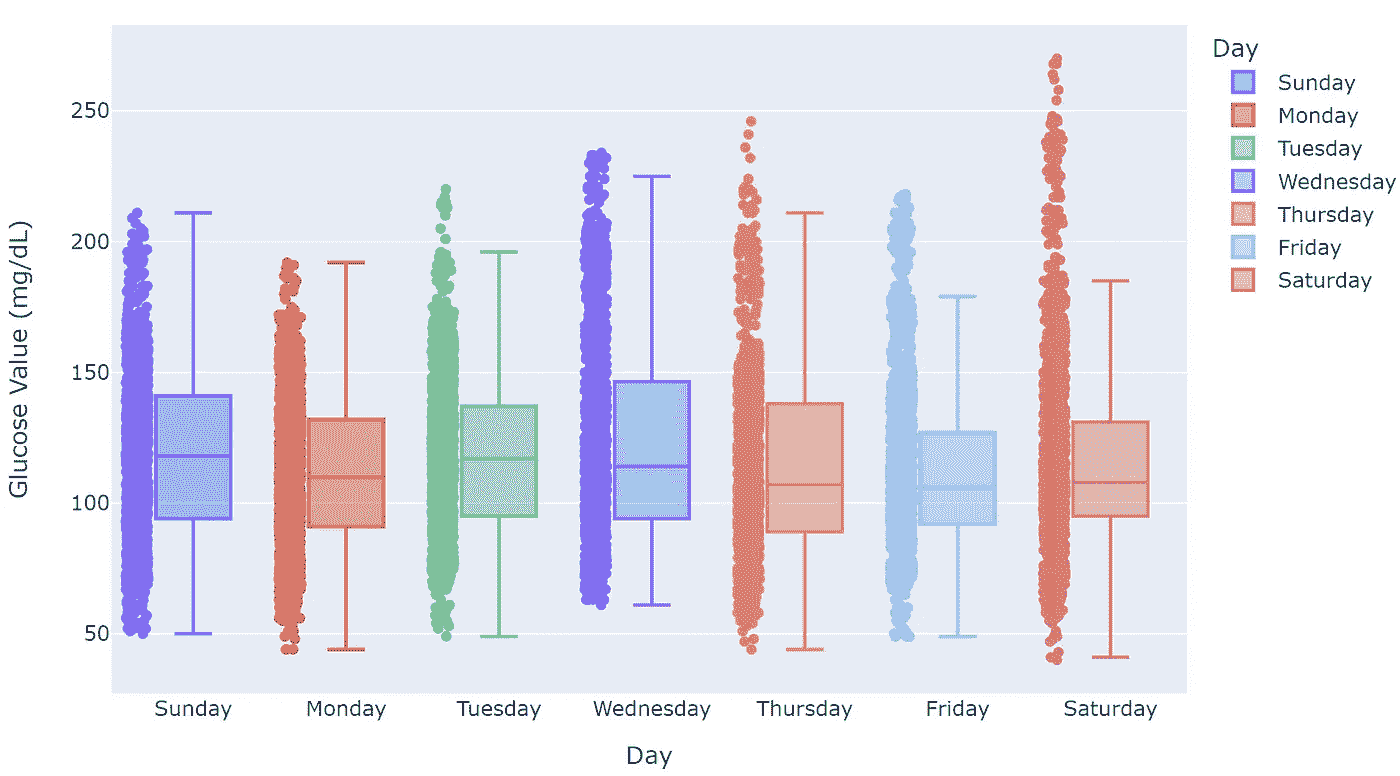 Glucose Value (mg/dL)
250
200
150
100
50
Sunday Monday Tuesday Wednesday Thursday Friday Saturday
Day
Day
Sunday
Monday
Tuesday
Wednesday
Thursday
Friday
Saturday